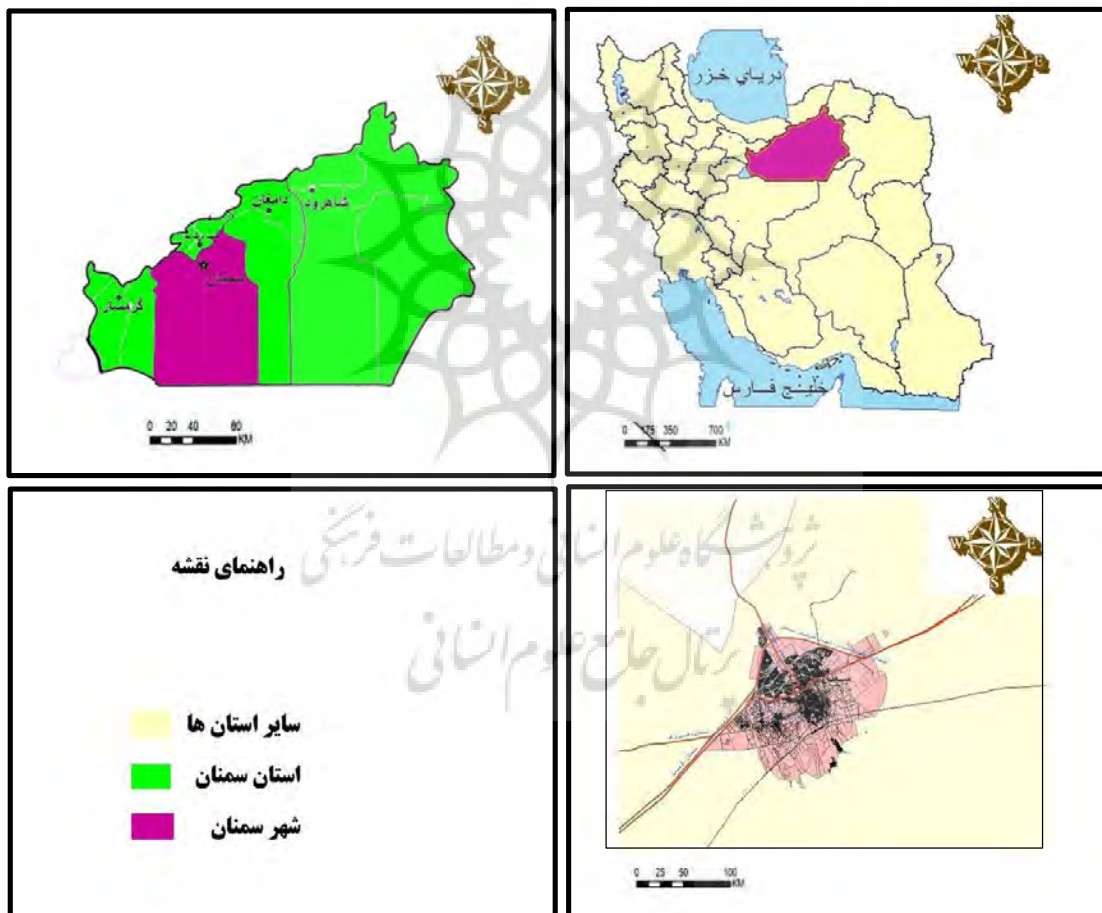 N
W E
S
شاهرود
دامغان
سمنان
گرمسار
0 20 40 80
KM
N
W E
S
دریای خزر
خلیج فارس
0 175 350 700
KM
راهنمای نقشه
سایر استان ها
استان سمنان
شهر سمنان
N
W E
S
0 25 50 100
KM
پژوهشگاه علوم انسانی و مطالعات فرهنگی
پرتال جامع علوم انسانی